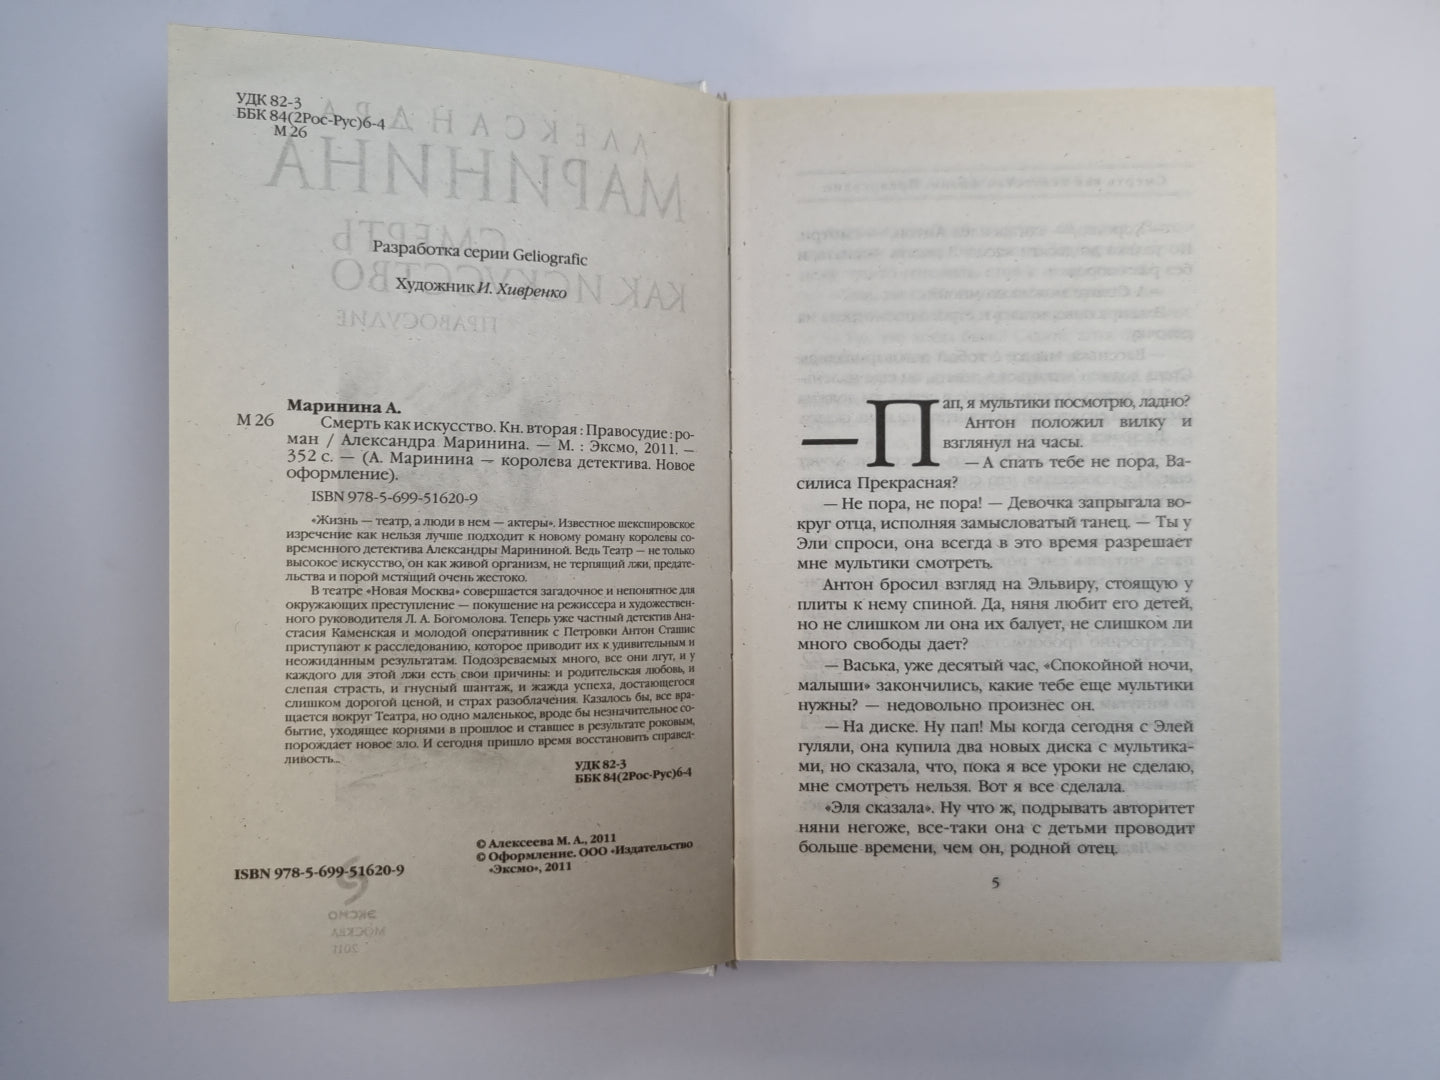 УДК 82-3
ББК 84(2Рос-Рус)6-4
М 26
Разработка серии Geliografic
Художник И. Хивренко
Маринина А.
М 26 Смерть как искусство. Кн. вторая : Правосудие : ро-
ман / Александра Маринина. — М. : Эксмо, 2011. —
352 с. — (А. Маринина — королева детектива. Новое
оформление).
ISBN 978-5-699-51620-9
«Жизнь — театр, а люди в нем — актеры». Известное шекспировское
изречение как нельзя лучше подходит к новому роману королевы со-
временного детектива Александры Марининой. Ведь Театр — не только
высокое искусство, он как живой организм, не терпящий лжи, предате-
льства и порой мстящий очень жестоко.
В театре «Новая Москва» совершается загадочное и непонятное для
окружающих преступление — покушение на режиссера и художествен-
ного руководителя Л. А. Богомолова. Теперь уже частный детектив Ана-
стасия Каменская и молодой оперативник с Петровки Антон Сташис
приступают к расследованию, которое приводит их к удивительным и
неожиданным результатам. Подозреваемых много, все они лгут, и у
каждого для этой лжи есть свои причины: и родительская любовь, и
слепая страсть, и гнусный шантаж, и жажда успеха, достающегося
слишком дорогой ценой, и страх разоблачения. Казалось бы, все вра-
щается вокруг Театра, но одно маленькое, вроде бы незначительное со-
бытие, уходящее корнями в прошлое и ставшее в результате роковым,
порождает новое зло. И сегодня пришло время восстановить справед-
ливость...
УДК 82-3
ББК 84(2Рос-Рус)6-4
© Алексеева М. А., 2011
© Оформление. ООО «Издательство
«Эксмо», 2011
ISBN 978-5-699-51620-9
АЛЕКСАНДРА
МАРИНИНА
СМЕРТЬ
КАК ИСКУССТВО
ПРАВОСУДИЕ
ЭКСМО
МОСКВА
2011
— Пап, я мультики посмотрю, ладно?
Антон положил вилку и
взглянул на часы.
— А спать тебе не пора, Ва-
силиса Прекрасная?
— Не пора, не пора! — Девочка запрыгала во-
круг отца, исполняя замысловатый танец. — Ты у
Эли спроси, она всегда в это время разрешает
мне мультики смотреть.
Антон бросил взгляд на Эльвиру, стоящую у
плиты к нему спиной. Да, няня любит его детей,
но не слишком ли она их балует, не слишком ли
много свободы дает?
— Васька, уже десятый час, «Спокойной ночи,
малыши» закончились, какие тебе еще мультики
нужны? — недовольно произнес он.
— На диске. Ну пап! Мы когда сегодня с Элей
гуляли, она купила два новых диска с мультика-
ми, но сказала, что, пока я все уроки не сделаю,
мне смотреть нельзя. Вот я все сделала.
«Эля сказала». Ну что ж, подрывать авторитет
няни негоже, все-таки она с детьми проводит
больше времени, чем он, родной отец.
5